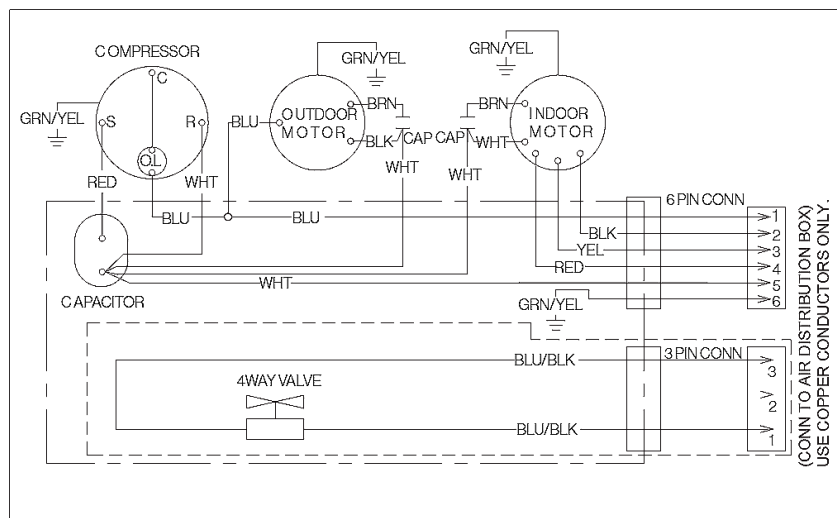 COMPRESSOR
GRN/YEL
GRN/YEL
C
GRN/YEL
S
R
O.L
BLU
OUTDOOR
MOTOR
BRN
BLK
CAP
CAP
BRN
WHT
INDOOR
MOTOR
WHT
WHT
RED
WHT
BLU
BLU
6 PIN CONN
1
BLK
2
YEL
3
RED
4
WHT
5
GRN/YEL
6
CAPACITOR
BLU/BLK
3 PIN CONN
3
4WAY VALVE
2
BLU/BLK
1
(CONN TO AIR DISTRIBUTION BOX)
USE COPPER CONDUCTORS ONLY.